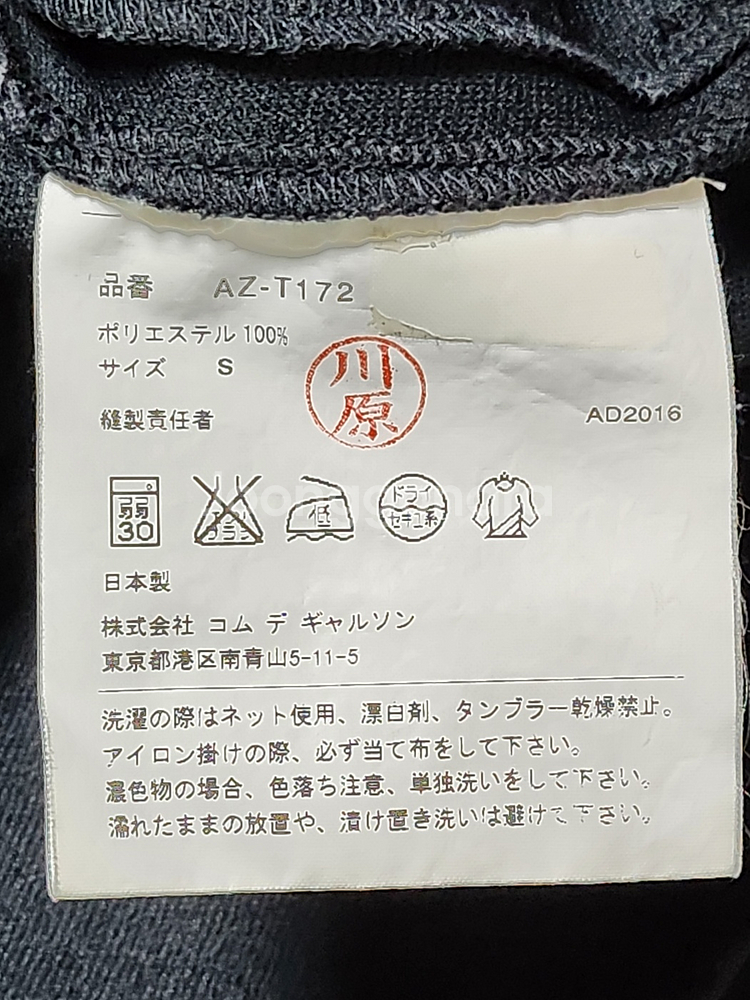 品番 AZ-T172
ポリエステル 100%
サイズ S
川原
縫製責任者 AD2016
弱 30
エンソ サラシ
低
ドライ セキユ系
日本製
株式会社 コム デ ギャルソン
東京都港区南青山5-11-5
洗濯の際はネット使用、漂白剤、タンブラー乾燥禁止。
アイロン掛けの際、必ず当て布をして下さい。
濃色物の場合、色落ち注意、単独洗いをして下さい。
濡れたままの放置や、漬け置き洗いは避けて下さい。